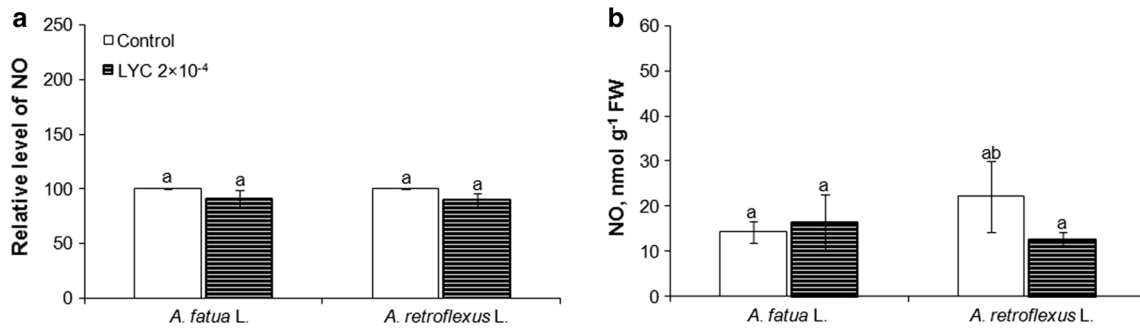 a
250
200
150
100
50
0
Relative level of NO
Control
LYC 2×10⁻⁴
a a a a
A. fatua L. A. retroflexus L.
b
60
50
40
30
20
10
0
NO, nmol g⁻¹ FW
a a ab a
A. fatua L. A. retroflexus L.